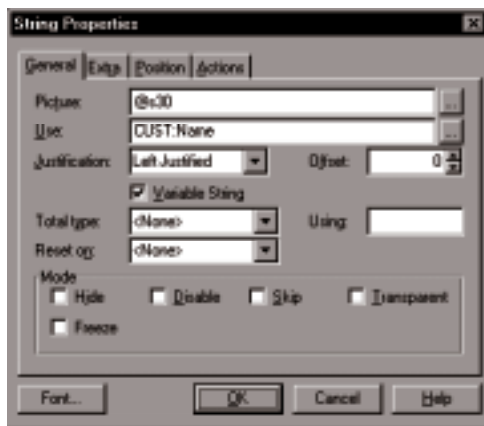 String Properties
General Extra Position Actions
Picture: @s30 ...
Use: CUST:Name ...
Justification: Left Justified Offset: 0
Variable String
Total type: <None> Using:
Reset on: <None>
Mode
Hide Disable Skip Transparent
Freeze
Font... OK Cancel Help